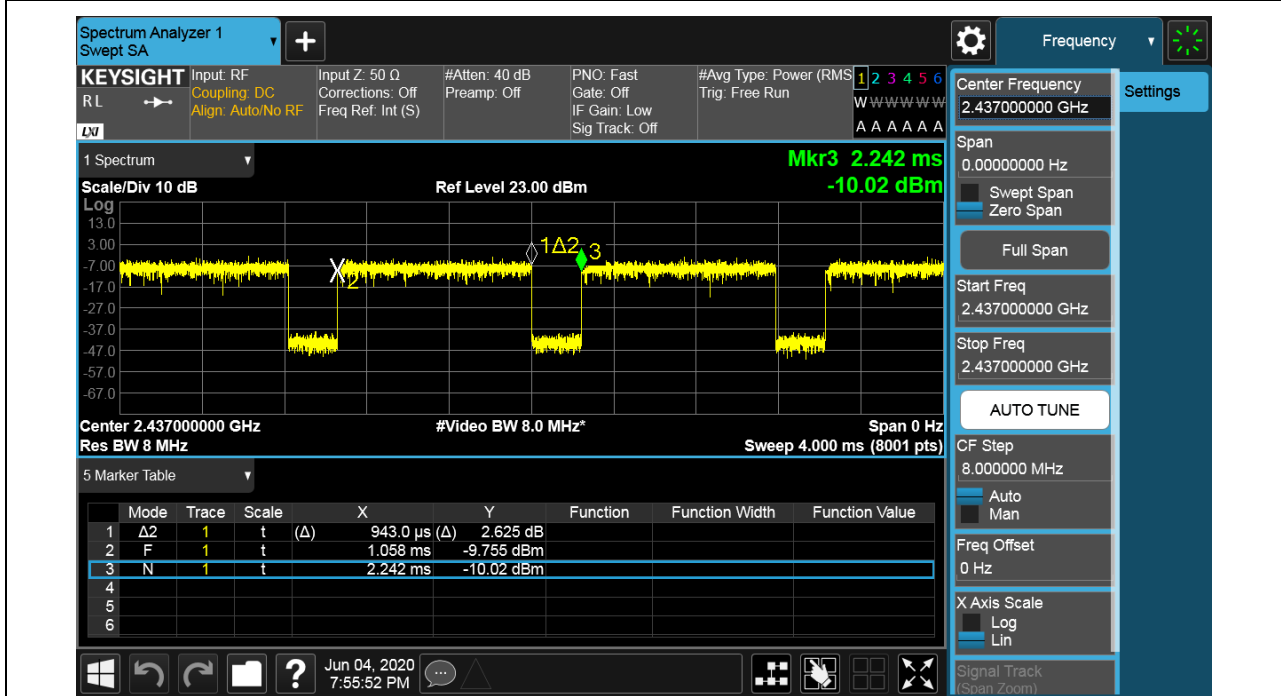 Spectrum Analyzer 1
Swept SA
Frequency
KEYSIGHT
RL
LXI
Input: RF
Coupling: DC
Align: Auto/No RF
Input Z: 50 Ω
Corrections: Off
Freq Ref: Int (S)
#Atten: 40 dB
Preamp: Off
PNO: Fast
Gate: Off
IF Gain: Low
Sig Track: Off
#Avg Type: Power (RMS
Trig: Free Run
1 2 3 4 5 6
W W W W W W
A A A A A A
1 Spectrum
Mkr3 2.242 ms
Scale/Div 10 dB
Ref Level 23.00 dBm
-10.02 dBm
Log
13.0
3.00
-7.00
-17.0
-27.0
-37.0
-47.0
-57.0
-67.0
X
2
1Δ2
3
Center 2.437000000 GHz
#Video BW 8.0 MHz*
Span 0 Hz
Res BW 8 MHz
Sweep 4.000 ms (8001 pts)
5 Marker Table
Mode Trace Scale X Y Function Function Width Function Value
1 Δ2 1 t (Δ) 943.0 µs (Δ) 2.625 dB
2 F 1 t 1.058 ms -9.755 dBm
3 N 1 t 2.242 ms -10.02 dBm
4
5
6
?
Jun 04, 2020
7:55:52 PM
Center Frequency
2.437000000 GHz
Settings
Span
0.00000000 Hz
Swept Span
Zero Span
Full Span
Start Freq
2.437000000 GHz
Stop Freq
2.437000000 GHz
AUTO TUNE
CF Step
8.000000 MHz
Auto
Man
Freq Offset
0 Hz
X Axis Scale
Log
Lin
Signal Track
(Span Zoom)